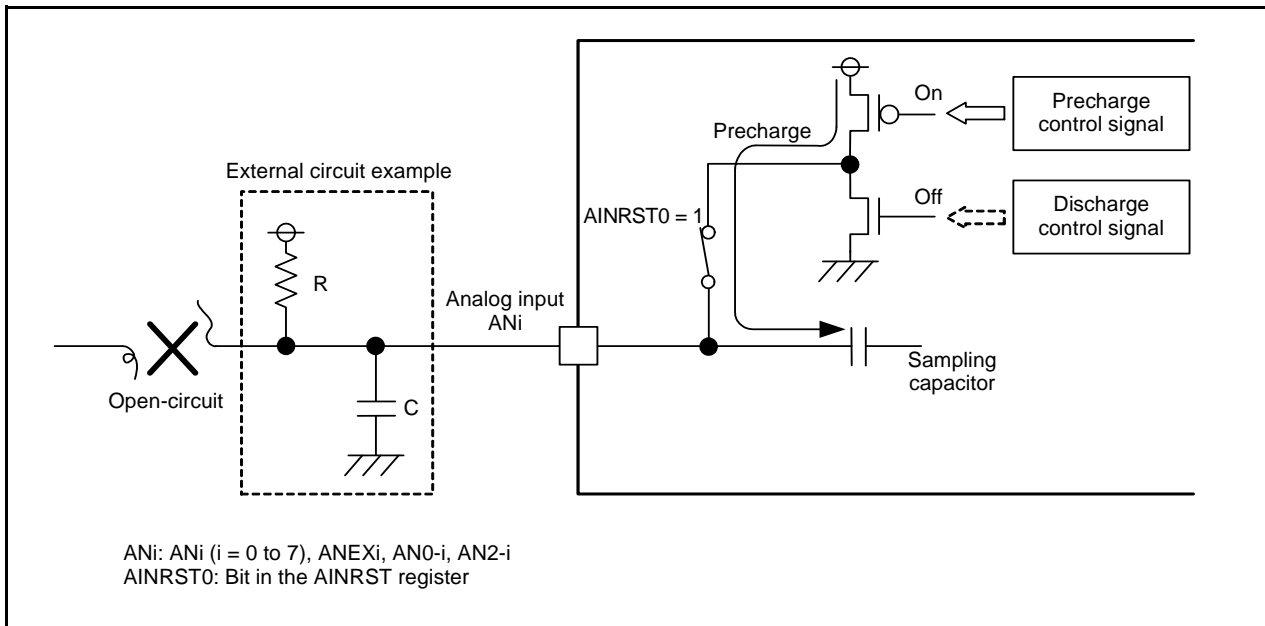 On
Precharge
control signal
Precharge
External circuit example
Off
Discharge
control signal
AINRST0 = 1
R
Analog input
ANi
Sampling
capacitor
Open-circuit
C
ANi: ANi (i = 0 to 7), ANEXi, AN0-i, AN2-i
AINRST0: Bit in the AINRST register